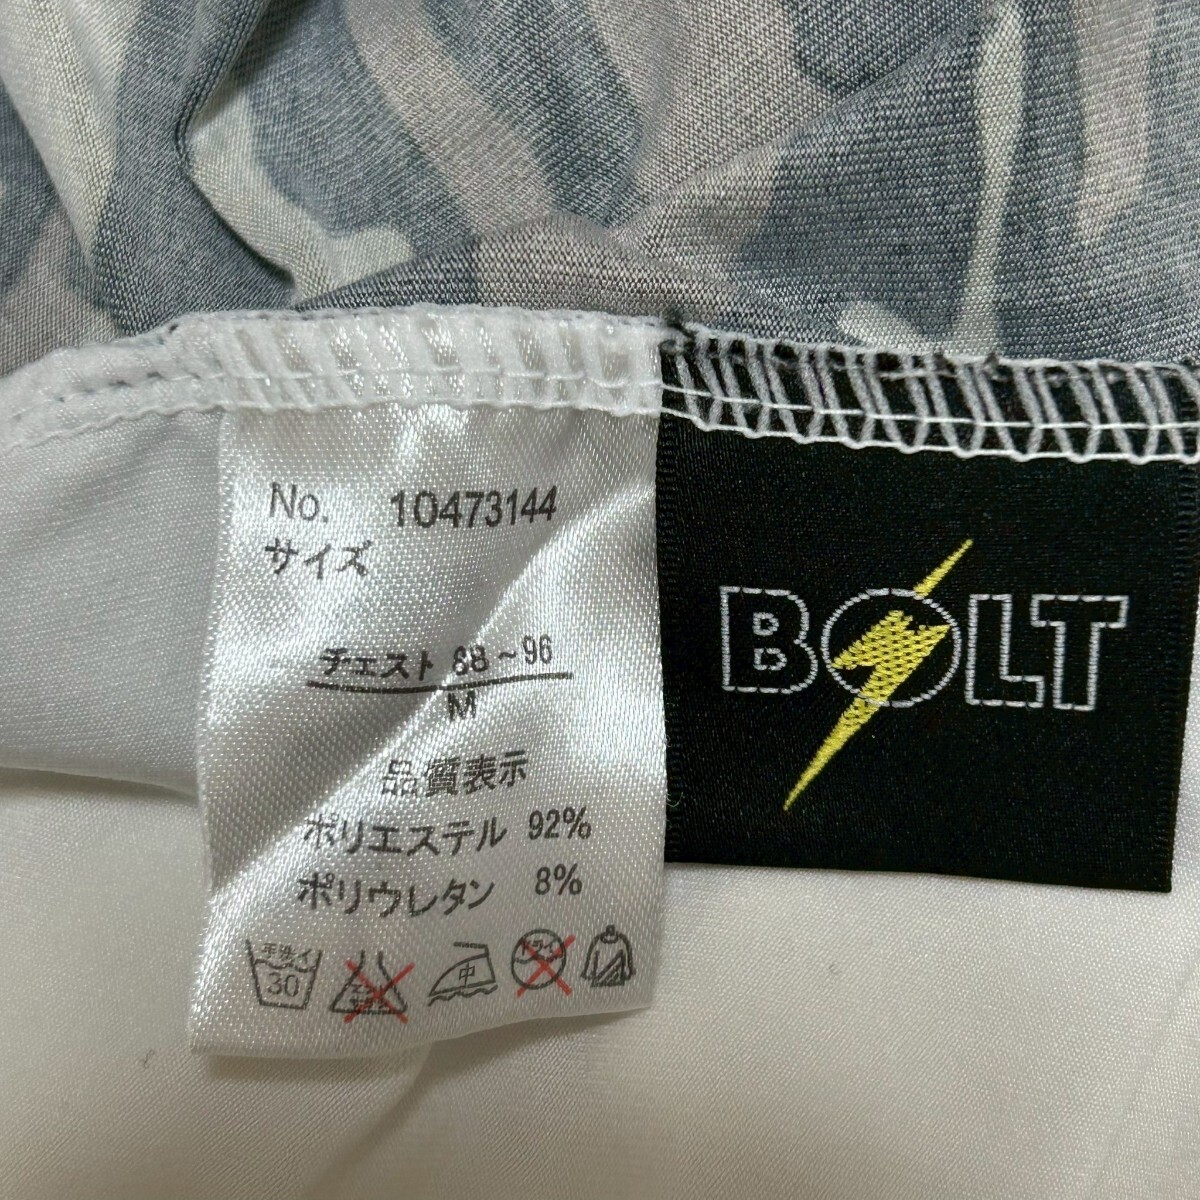 No. 10473144
サイズ
チェスト 88～96
M
品質表示
ポリエステル 92%
ポリウレタン 8%
手洗イ
30
中
ドライ
BOLT